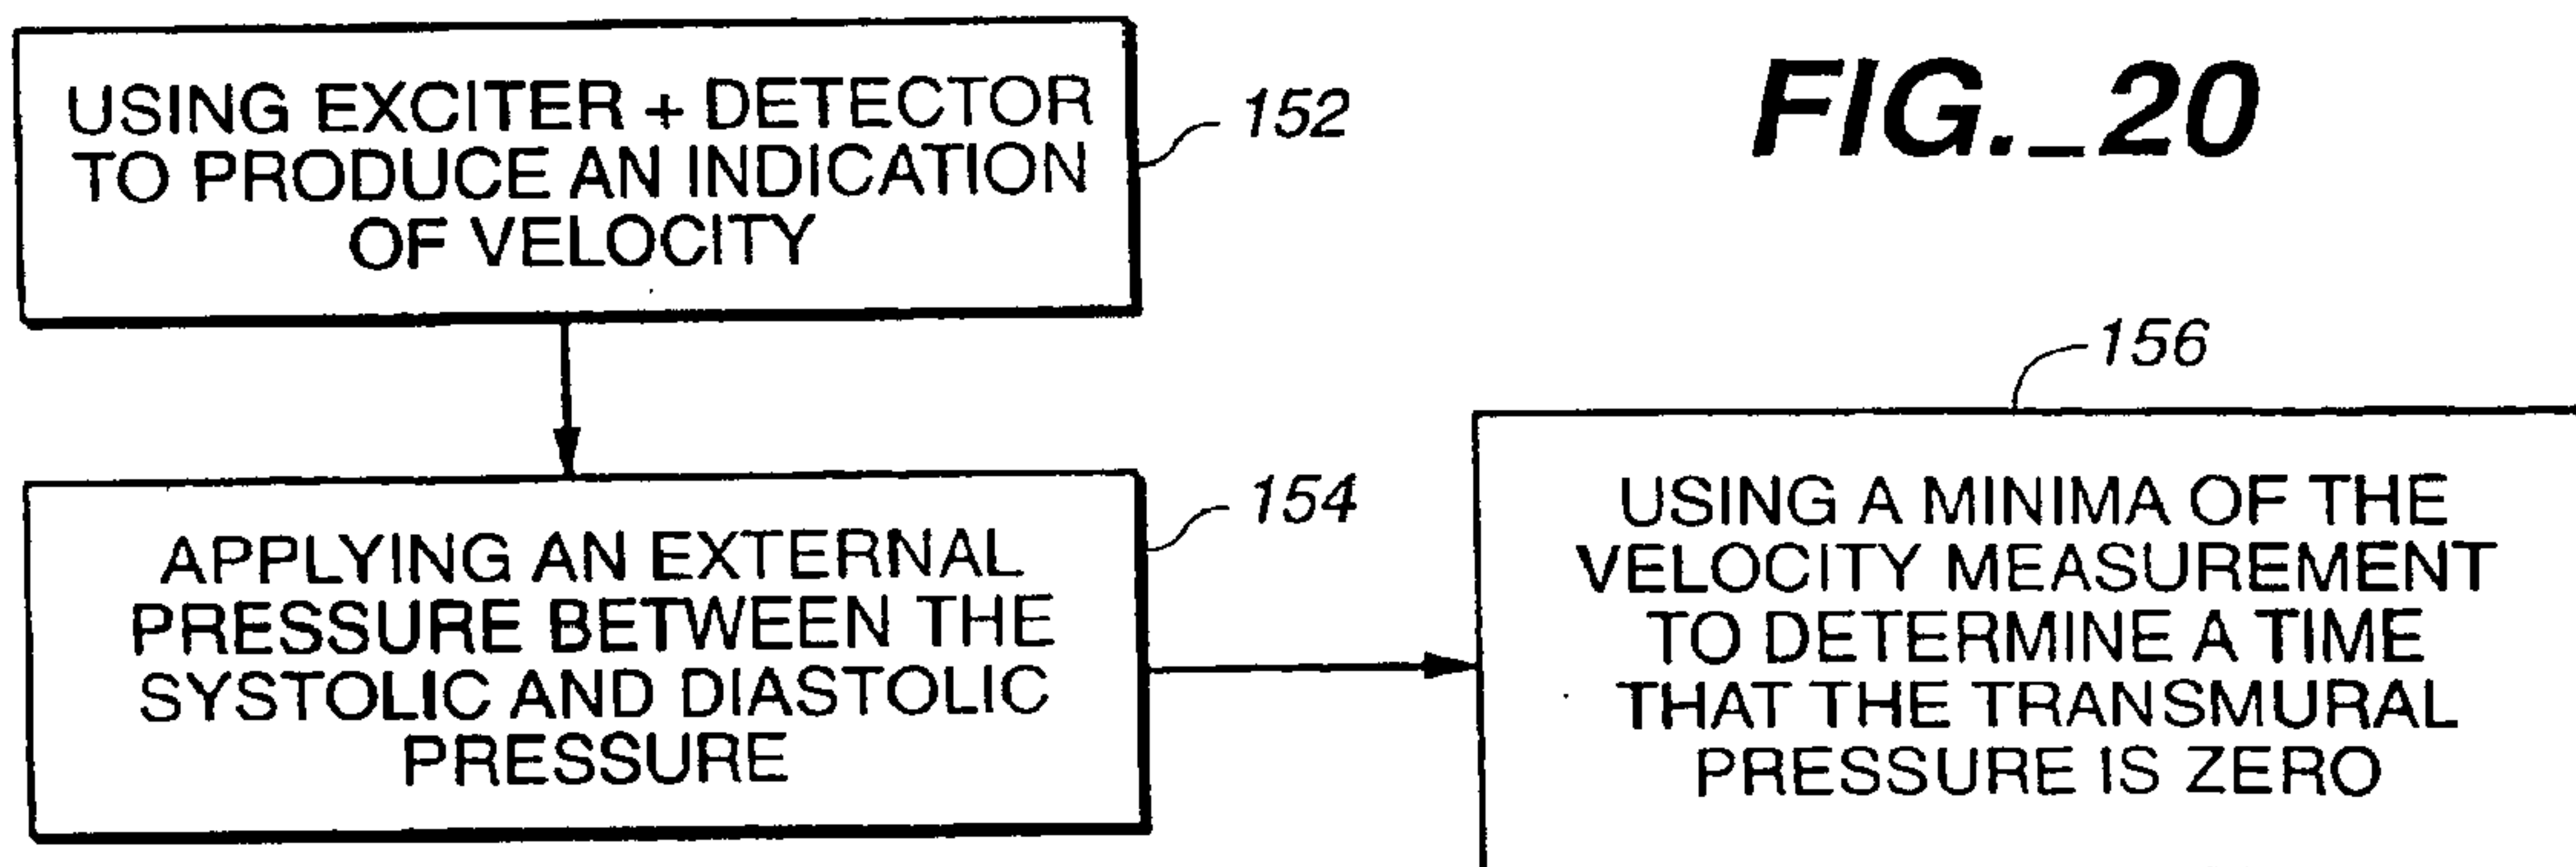 FIG._20
USING EXCITER + DETECTOR
TO PRODUCE AN INDICATION
OF VELOCITY
152
APPLYING AN EXTERNAL
PRESSURE BETWEEN THE
SYSTOLIC AND DIASTOLIC
PRESSURE
154
156
USING A MINIMA OF THE
VELOCITY MEASUREMENT
TO DETERMINE A TIME
THAT THE TRANSMURAL
PRESSURE IS ZERO